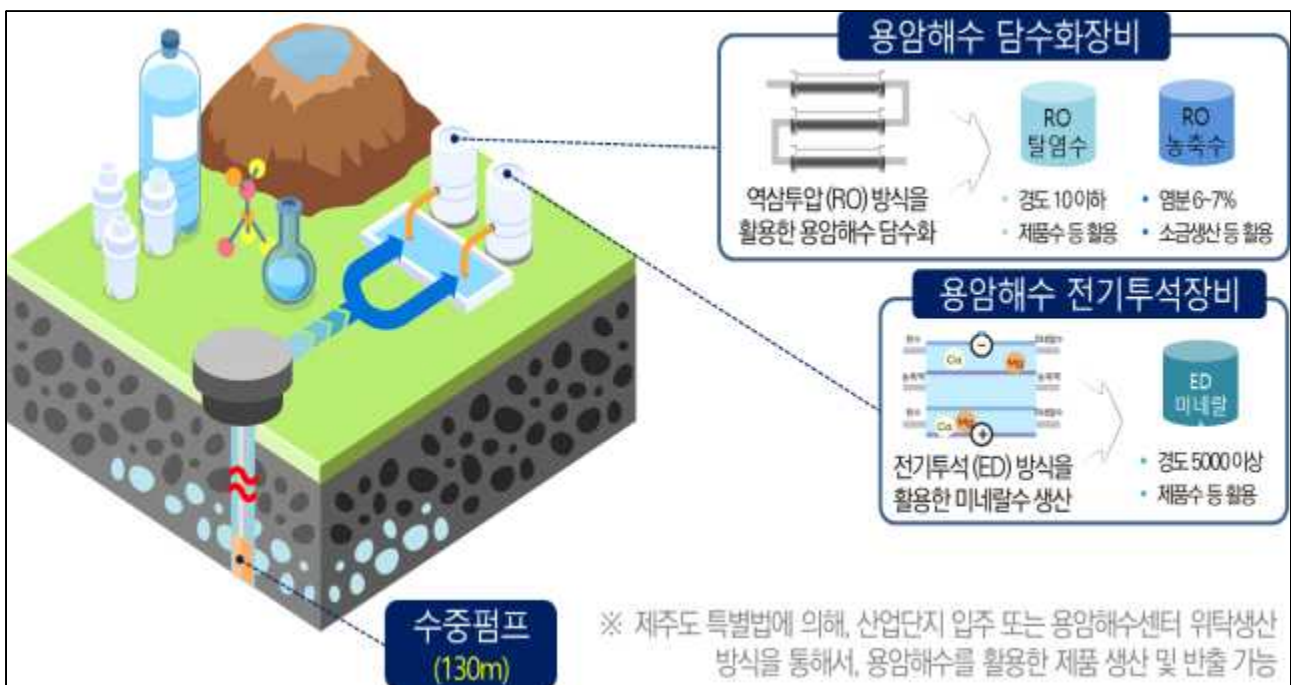 용암해수 담수화장비
역삼투압(RO) 방식을
활용한 용암해수 담수화
RO
탈염수
• 경도 10 이하
• 제품수 등 활용
RO
농축수
• 염분 6~7%
• 소금생산 등 활용
용암해수 전기투석장비
−
Ca
Mg
Ca
Mg
+
전기투석(ED) 방식을
활용한 미네랄수 생산
ED
미네랄
• 경도 5000 이상
• 제품수 등 활용
수중펌프
(130m)
※ 제주도 특별법에 의해, 산업단지 입주 또는 용암해수센터 위탁생산
방식을 통해서, 용암해수를 활용한 제품 생산 및 반출 가능